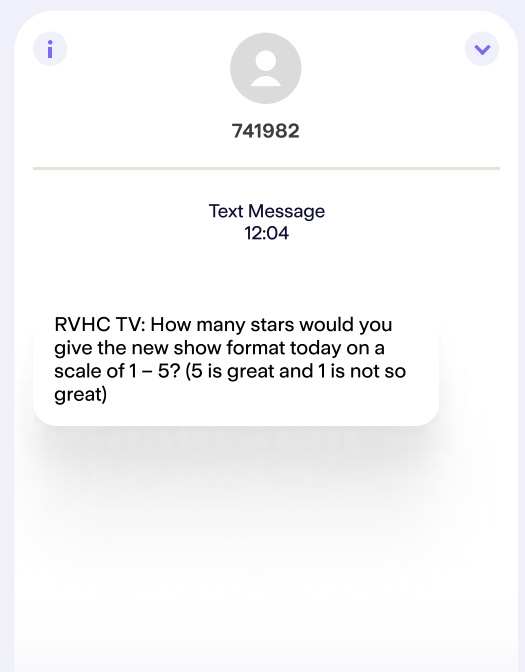 741982
Text Message
12:04
RVHC TV: How many stars would you
give the new show format today on a
scale of 1 – 5? (5 is great and 1 is not so
great)